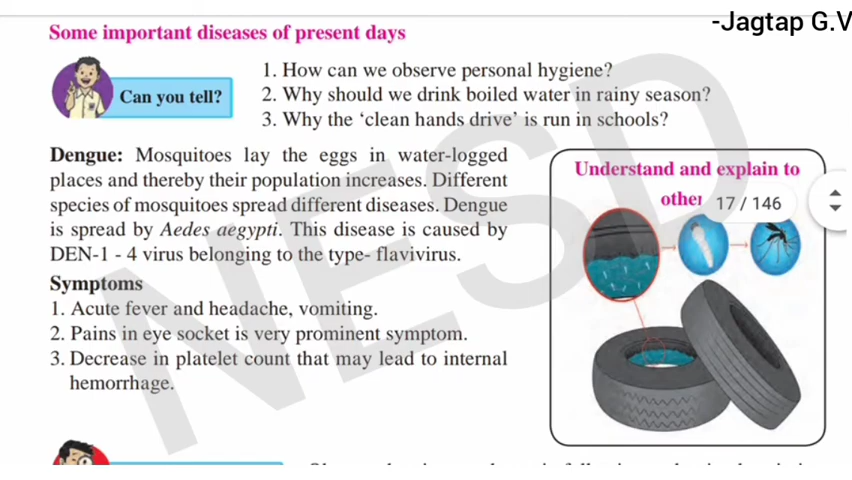 -Jagtap G.V
Some important diseases of present days
Can you tell?
1. How can we observe personal hygiene?
2. Why should we drink boiled water in rainy season?
3. Why the ‘clean hands drive’ is run in schools?
Dengue: Mosquitoes lay the eggs in water-logged
places and thereby their population increases. Different
species of mosquitoes spread different diseases. Dengue
is spread by Aedes aegypti. This disease is caused by
DEN-1 - 4 virus belonging to the type- flavivirus.
Symptoms
1. Acute fever and headache, vomiting.
2. Pains in eye socket is very prominent symptom.
3. Decrease in platelet count that may lead to internal
hemorrhage.
Understand and explain to
17 / 146
NESD